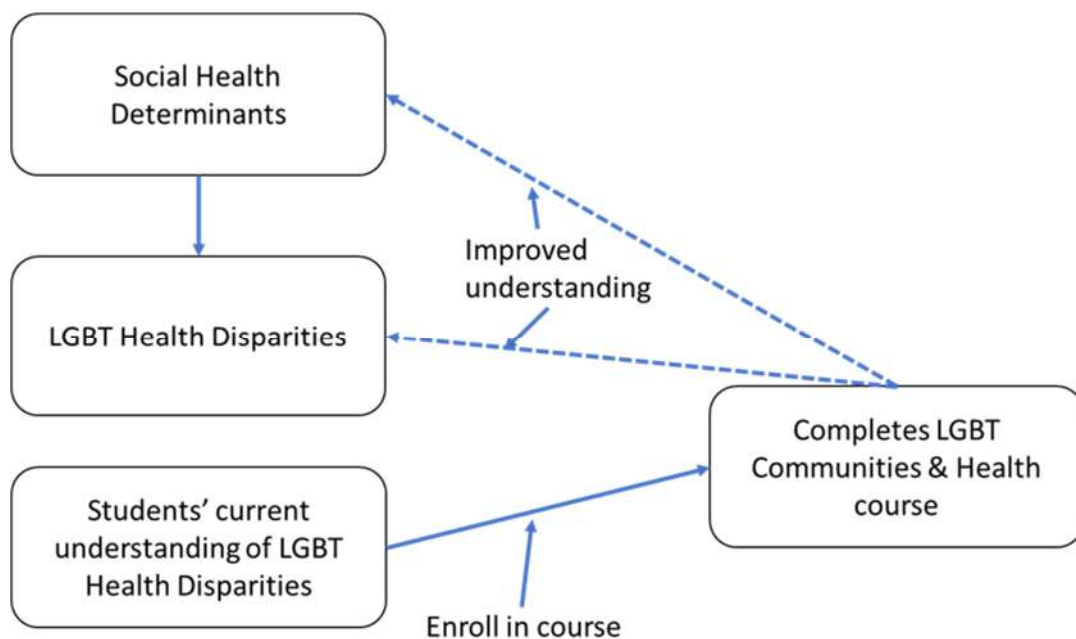 Social Health
Determinants
Improved
understanding
LGBT Health Disparities
Completes LGBT
Communities & Health
course
Students’ current
understanding of LGBT
Health Disparities
Enroll in course